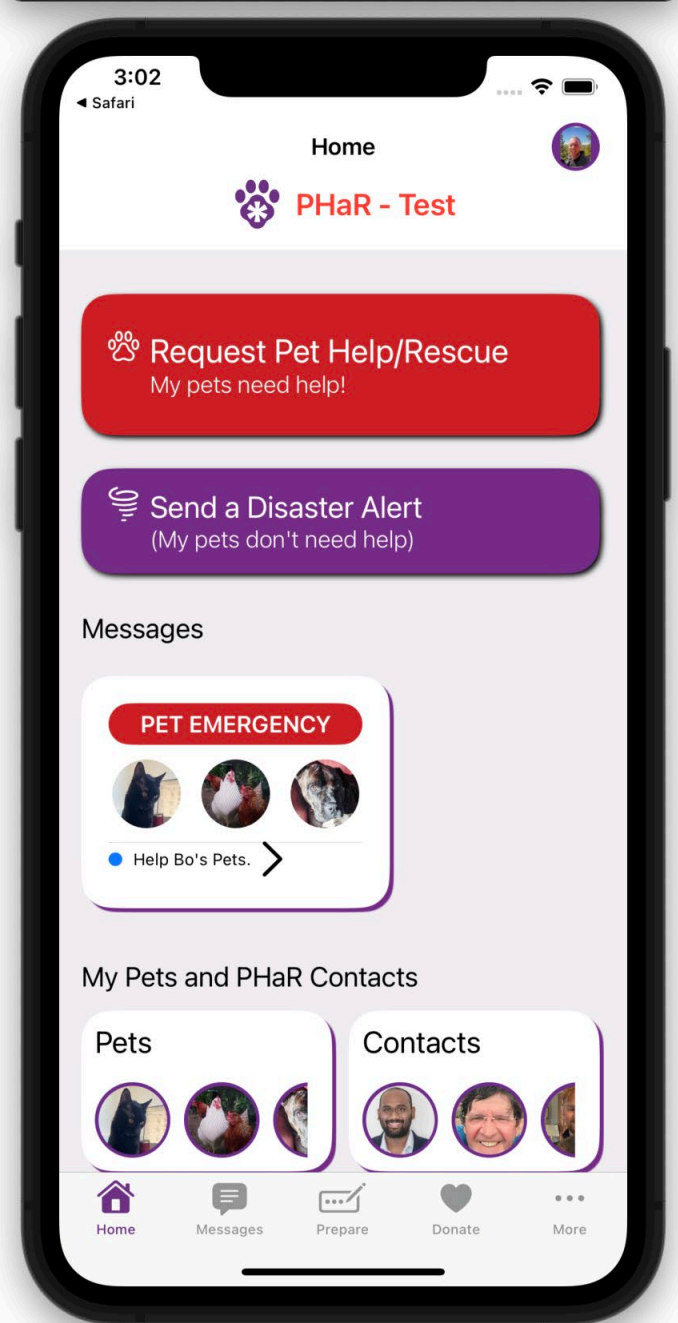 3:02
◀ Safari
Home
PHaR - Test
Request Pet Help/Rescue
My pets need help!
Send a Disaster Alert
(My pets don't need help)
Messages
PET EMERGENCY
Help Bo's Pets.
My Pets and PHaR Contacts
Pets
Contacts
Home
Messages
Prepare
Donate
More